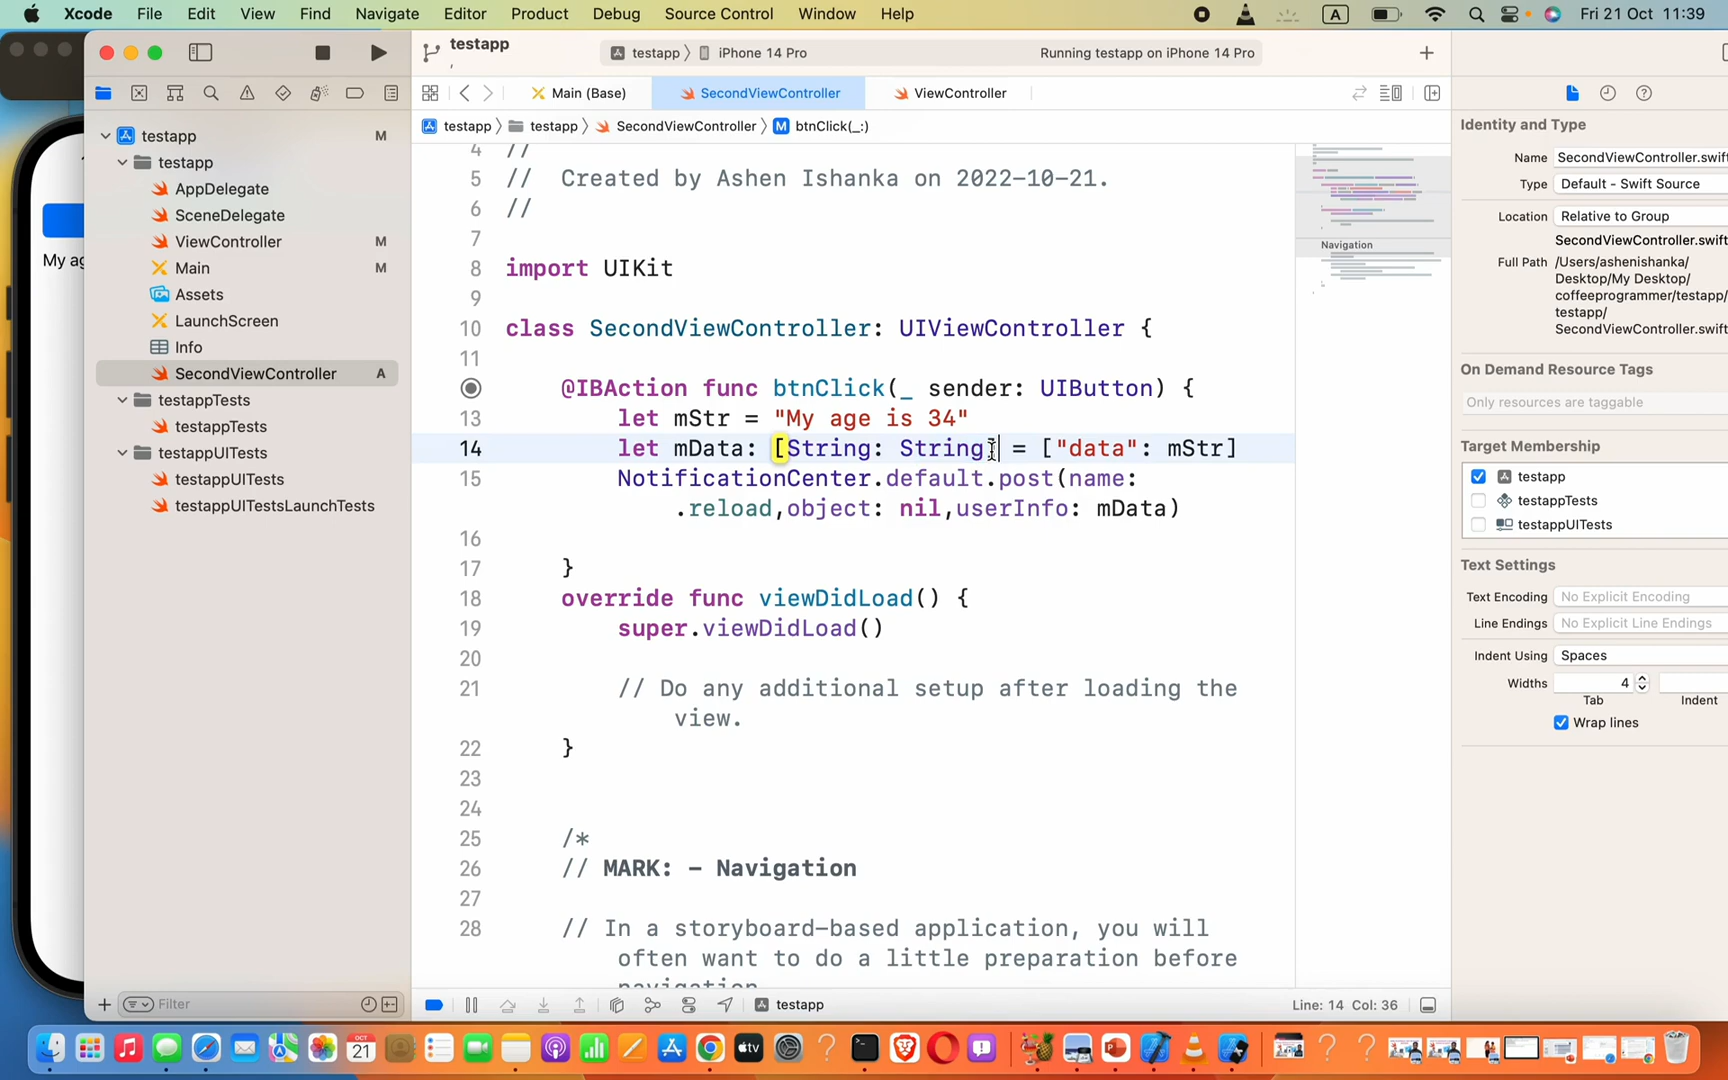 Xcode File Edit View Find Navigate Editor Product Debug Source Control Window Help A Fri 21 Oct 11:39
testapp
testapp iPhone 14 Pro Running testapp on iPhone 14 Pro
Main (Base) SecondViewController ViewController
testapp testapp SecondViewController M btnClick(_:)
testapp M
testapp
AppDelegate
SceneDelegate
ViewController M
Main M
Assets
LaunchScreen
Info
SecondViewController A
testappTests
testappTests
testappUITests
testappUITests
testappUITestsLaunchTests
Filter
My ag
4 //
5 // Created by Ashen Ishanka on 2022-10-21.
6 //
7
8 import UIKit
9
10 class SecondViewController: UIViewController {
11
@IBAction func btnClick(_ sender: UIButton) {
13 let mStr = "My age is 34"
14 let mData: [String: String] = ["data": mStr]
15 NotificationCenter.default.post(name:
.reload,object: nil,userInfo: mData)
16
17 }
18 override func viewDidLoad() {
19 super.viewDidLoad()
20
21 // Do any additional setup after loading the
view.
22 }
23
24
25 /*
26 // MARK: - Navigation
27
28 // In a storyboard-based application, you will
often want to do a little preparation before
navigation
testapp
Line: 14 Col: 36
Navigation
Identity and Type
Name SecondViewController.swift
Type Default - Swift Source
Location Relative to Group
SecondViewController.swift
Full Path /Users/ashenishanka/
Desktop/My Desktop/
coffeeprogrammer/testapp/
testapp/
SecondViewController.swift
On Demand Resource Tags
Only resources are taggable
Target Membership
testapp
testappTests
testappUITests
Text Settings
Text Encoding No Explicit Encoding
Line Endings No Explicit Line Endings
Indent Using Spaces
Widths 4
Tab Indent
Wrap lines
OCT
21
tv